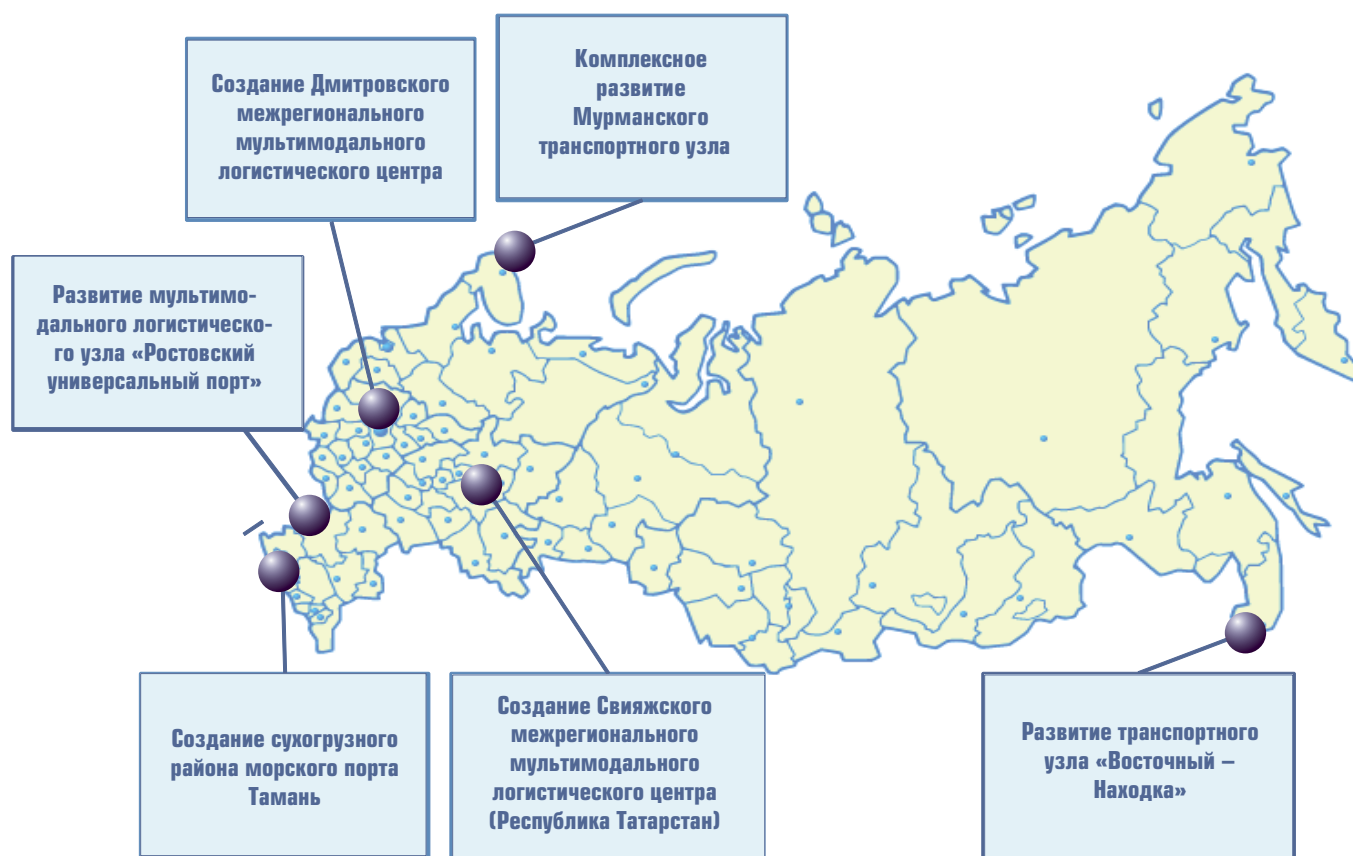 Создание Дмитровского
межрегионального
мультимодального
логистического центра
Комплексное
развитие
Мурманского
транспортного узла
Развитие мультимо-
дального логистическо-
го узла «Ростовский
универсальный порт»
Создание сухогрузного
района морского порта
Тамань
Создание Свияжского
межрегионального
мультимодального
логистического центра
(Республика Татарстан)
Развитие транспортного
узла «Восточный –
Находка»